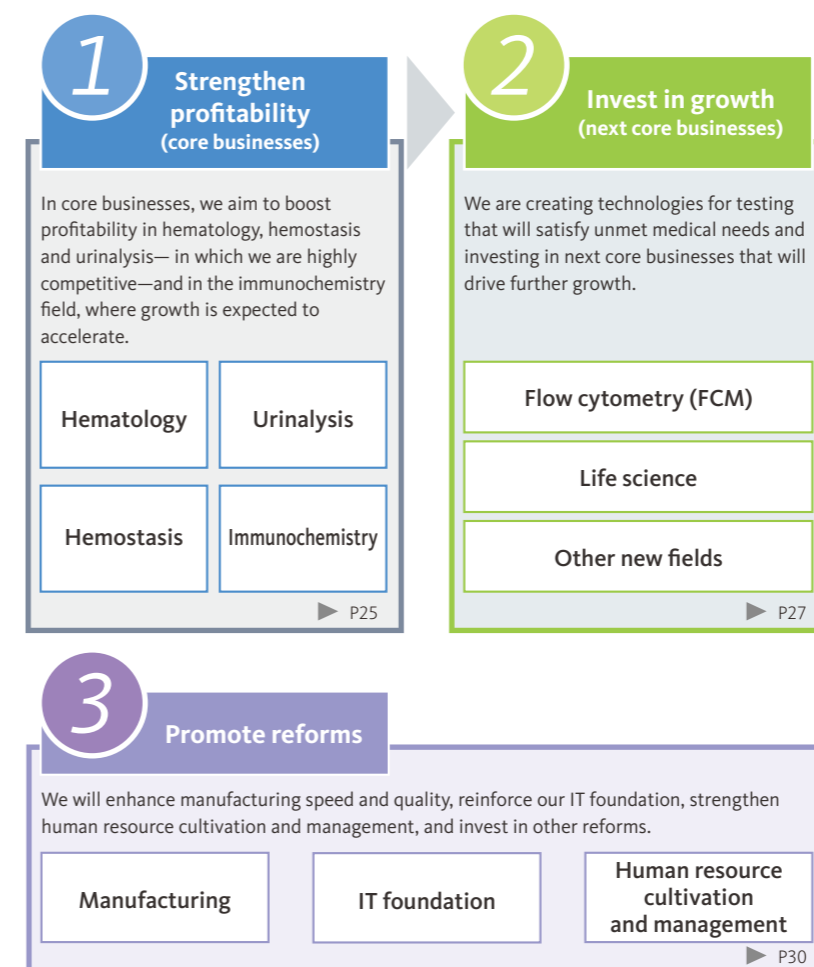 1
Strengthen
profitability
(core businesses)
In core businesses, we aim to boost
profitability in hematology, hemostasis
and urinalysis— in which we are highly
competitive—and in the immunochemistry
field, where growth is expected to
accelerate.
Hematology
Urinalysis
Hemostasis
Immunochemistry
▶ P25
2
Invest in growth
(next core businesses)
We are creating technologies for testing
that will satisfy unmet medical needs and
investing in next core businesses that will
drive further growth.
Flow cytometry (FCM)
Life science
Other new fields
▶ P27
3
Promote reforms
We will enhance manufacturing speed and quality, reinforce our IT foundation, strengthen
human resource cultivation and management, and invest in other reforms.
Manufacturing
IT foundation
Human resource
cultivation
and management
▶ P30